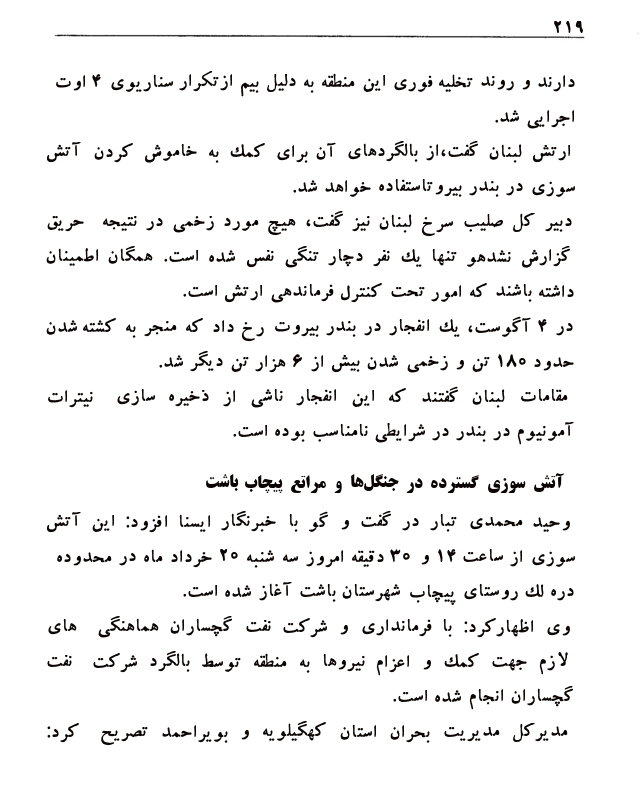 ۲۱۹
دارند و روند تخلیه فوری این منطقه به دلیل بیم ازتکرار سناریوی ۴ اوت
اجرایی شد.
ارتش لبنان گفت،از بالگردهای آن برای کمك به خاموش کردن آتش
سوزی در بندر بیروتاستفاده خواهد شد.
دبیر کل صلیب سرخ لبنان نیز گفت، هیچ مورد زخمی در نتیجه حریق
گزارش نشدهو تنها یك نفر دچار تنگی نفس شده است. همگان اطمینان
داشته باشند که امور تحت کنترل فرماندهی ارتش است.
در ۴ آگوست، یك انفجار در بندر بیروت رخ داد که منجر به کشته شدن
حدود ۱۸۰ تن و زخمی شدن بیش از ۶ هزار تن دیگر شد.
مقامات لبنان گفتند که این انفجار ناشی از ذخیره سازی نیترات
آمونیوم در بندر در شرایطی نامناسب بوده است.
آتش سوزی گسترده در جنگل‌ها و مراتع پیچاب باشت
وحید محمدی تبار در گفت و گو با خبرنگار ایسنا افزود: این آتش
سوزی از ساعت ۱۴ و ۳۰ دقیقه امروز سه شنبه ۲۰ خرداد ماه در محدوده
دره لك روستای پیچاب شهرستان باشت آغاز شده است.
وی اظهارکرد: با فرمانداری و شرکت نفت گچساران هماهنگی های
لازم جهت کمك و اعزام نیروها به منطقه توسط بالگرد شرکت نفت
گچساران انجام شده است.
مدیرکل مدیریت بحران استان کهگیلویه و بویراحمد تصریح کرد: